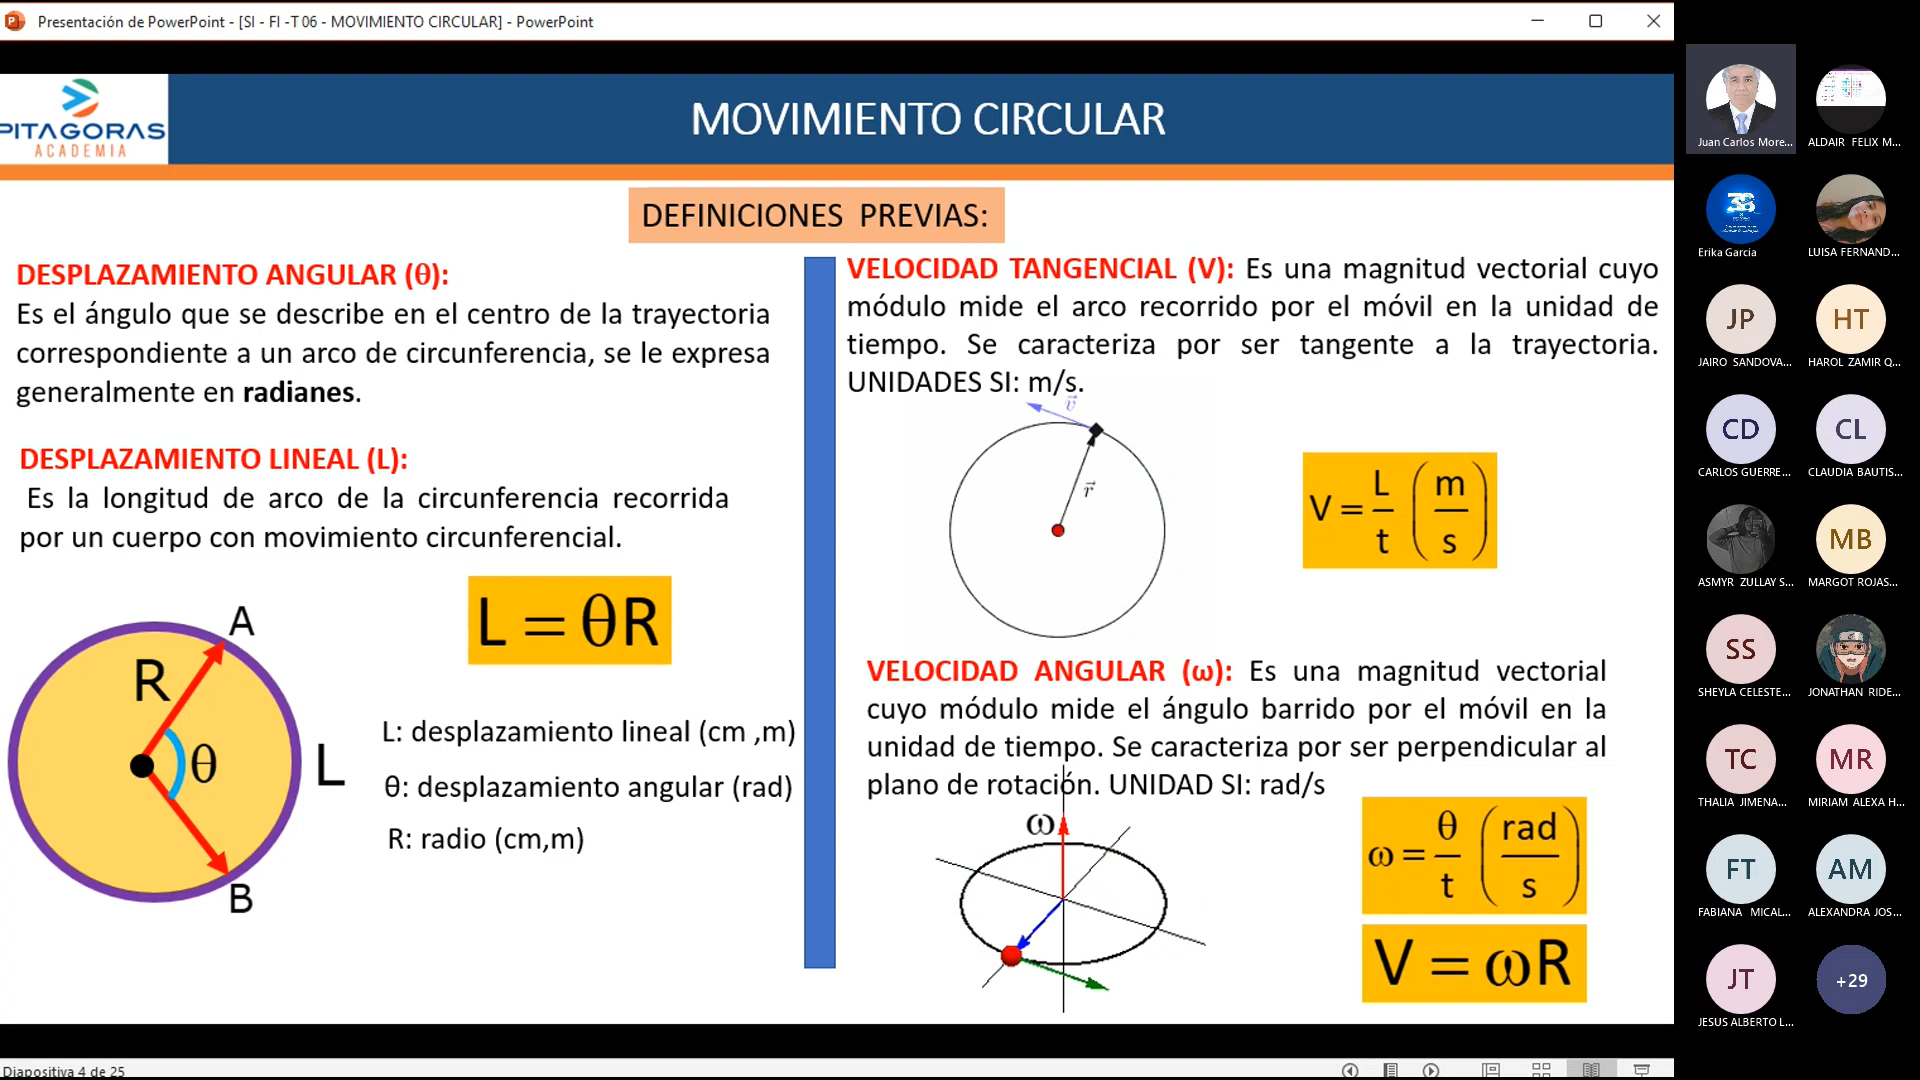 Presentación de PowerPoint - [SI - FI -T 06 - MOVIMIENTO CIRCULAR] - PowerPoint
PITAGORAS
ACADEMIA
MOVIMIENTO CIRCULAR
DEFINICIONES PREVIAS:
DESPLAZAMIENTO ANGULAR (θ):
Es el ángulo que se describe en el centro de la trayectoria
correspondiente a un arco de circunferencia, se le expresa
generalmente en radianes.
DESPLAZAMIENTO LINEAL (L):
Es la longitud de arco de la circunferencia recorrida
por un cuerpo con movimiento circunferencial.
L = θR
A
R
θ
L
B
L: desplazamiento lineal (cm ,m)
θ: desplazamiento angular (rad)
R: radio (cm,m)
VELOCIDAD TANGENCIAL (V): Es una magnitud vectorial cuyo
módulo mide el arco recorrido por el móvil en la unidad de
tiempo. Se caracteriza por ser tangente a la trayectoria.
UNIDADES SI: m/s.
v⃗
r⃗
V = L/t (m/s)
VELOCIDAD ANGULAR (ω): Es una magnitud vectorial
cuyo módulo mide el ángulo barrido por el móvil en la
unidad de tiempo. Se caracteriza por ser perpendicular al
plano de rotación. UNIDAD SI: rad/s
ω
ω = θ/t (rad/s)
V = ωR
Diapositiva 4 de 25
Juan Carlos More...
ALDAIR FELIX M...
38
Erika Garcia
LUISA FERNAND...
JP
JAIRO SANDOVA...
HT
HAROL ZAMIR Q...
CD
CARLOS GUERRE...
CL
CLAUDIA BAUTIS...
ASMYR ZULLAY S...
MB
MARGOT ROJAS...
SS
SHEYLA CELESTE...
JONATHAN RIDE...
TC
THALIA JIMENA...
MR
MIRIAM ALEXA H...
FT
FABIANA MICAL...
AM
ALEXANDRA JOS...
JT
JESUS ALBERTO L...
+29